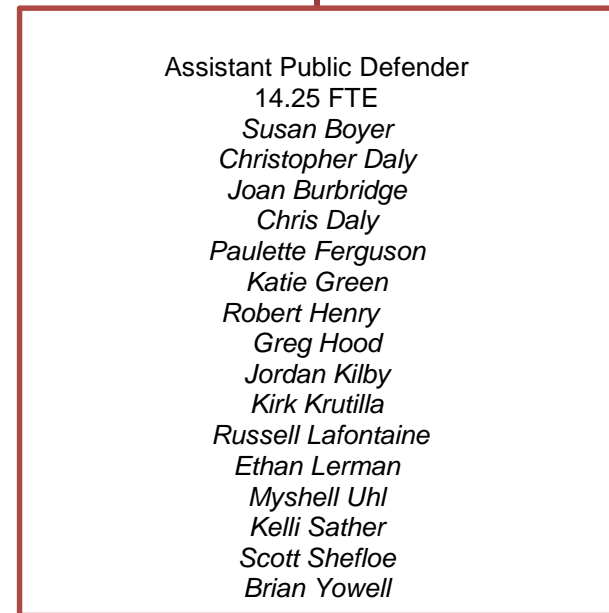 Assistant Public Defender
14.25 FTE
Susan Boyer
Christopher Daly
Joan Burbridge
Chris Daly
Paulette Ferguson
Katie Green
Robert Henry
Greg Hood
Jordan Kilby
Kirk Krutilla
Russell Lafontaine
Ethan Lerman
Myshell Uhl
Kelli Sather
Scott Shefloe
Brian Yowell